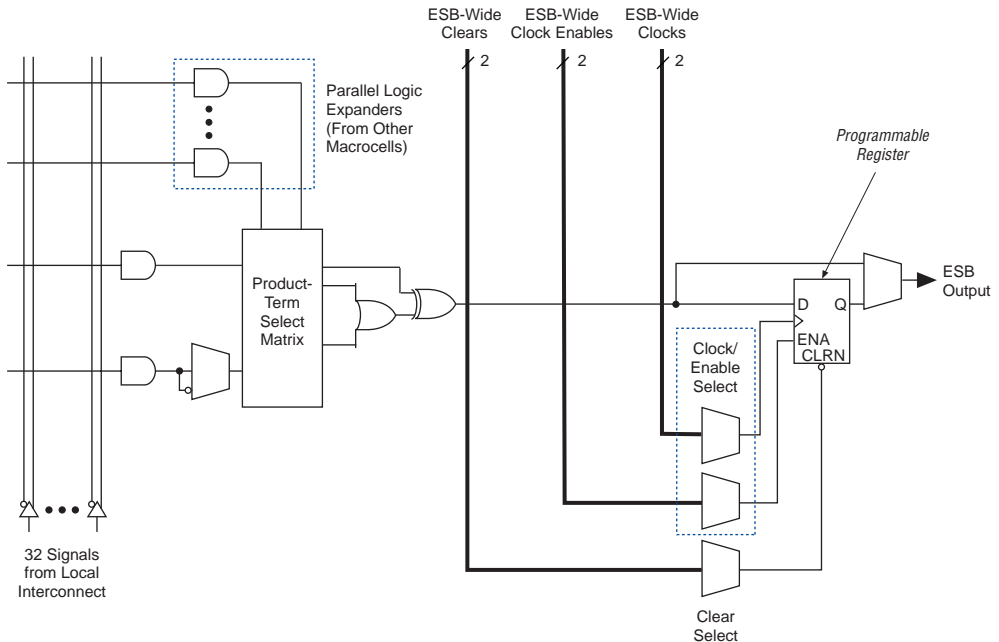 ESB-Wide
Clears
ESB-Wide
Clock Enables
ESB-Wide
Clocks
2
2
2
Parallel Logic
Expanders
(From Other
Macrocells)
Programmable
Register
Product-
Term
Select
Matrix
ESB
Output
D
Q
ENA
CLRN
Clock/
Enable
Select
32 Signals
from Local
Interconnect
Clear
Select